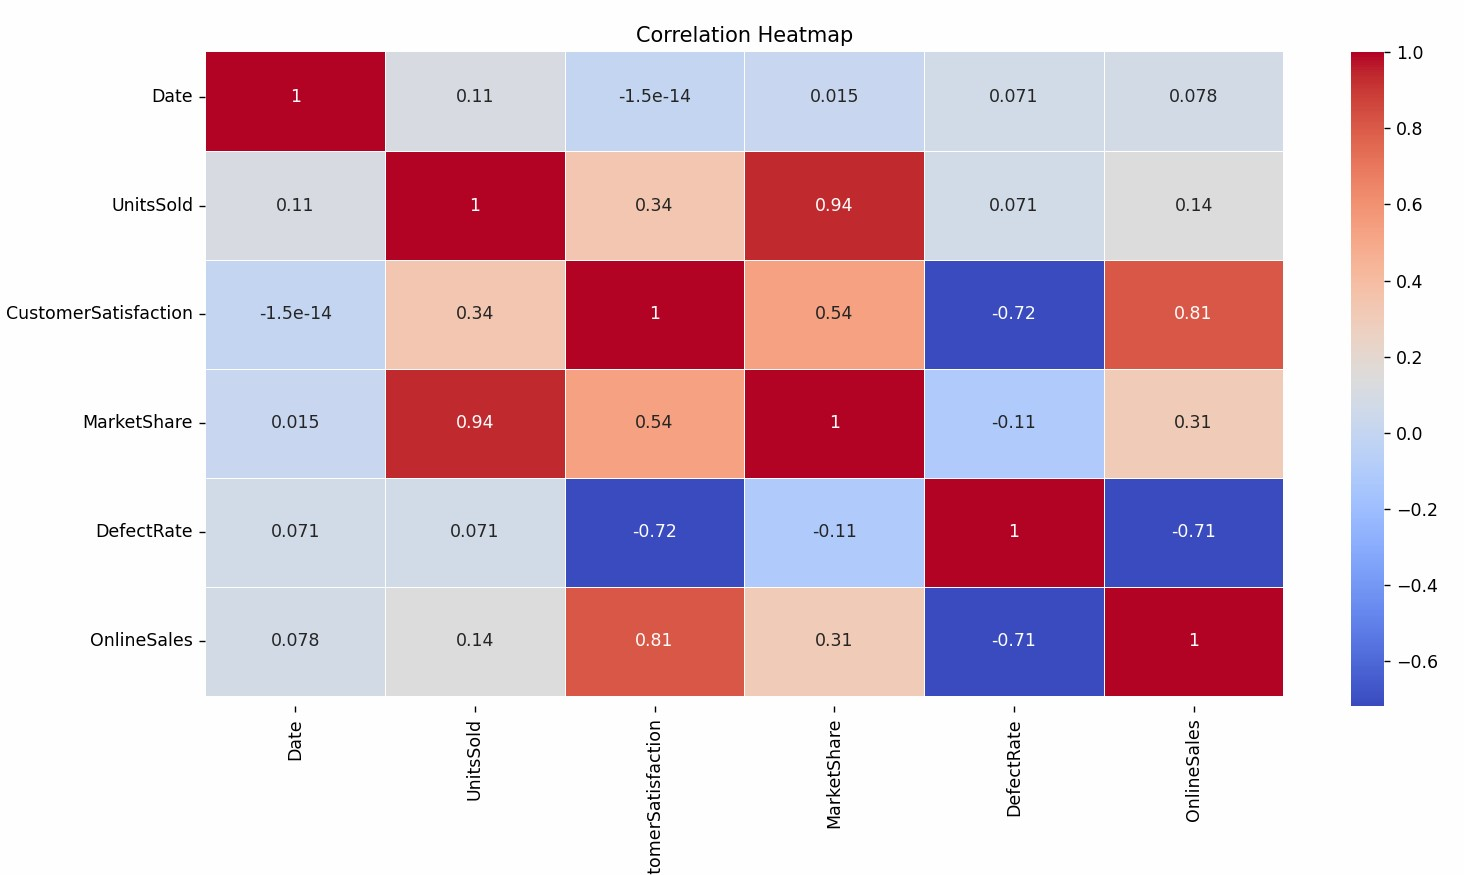 Correlation Heatmap
Date 1 0.11 -1.5e-14 0.015 0.071 0.078
UnitsSold 0.11 1 0.34 0.94 0.071 0.14
CustomerSatisfaction -1.5e-14 0.34 1 0.54 -0.72 0.81
MarketShare 0.015 0.94 0.54 1 -0.11 0.31
DefectRate 0.071 0.071 -0.72 -0.11 1 -0.71
OnlineSales 0.078 0.14 0.81 0.31 -0.71 1
Date
UnitsSold
tomerSatisfaction
MarketShare
DefectRate
OnlineSales
1.0
0.8
0.6
0.4
0.2
0.0
−0.2
−0.4
−0.6